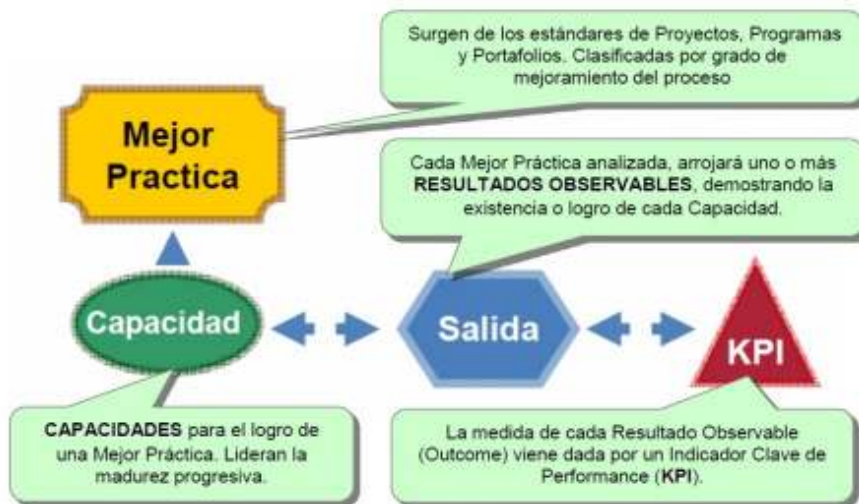 Surgen de los estándares de Proyectos, Programas
y Portafolios. Clasificadas por grado de
mejoramiento del proceso
Mejor
Practica
Cada Mejor Práctica analizada, arrojará uno o más
RESULTADOS OBSERVABLES, demostrando la
existencia o logro de cada Capacidad.
Capacidad
Salida
KPI
CAPACIDADES para el logro de
una Mejor Práctica. Lideran la
madurez progresiva.
La medida de cada Resultado Observable
(Outcome) viene dada por un Indicador Clave de
Performance (KPI).